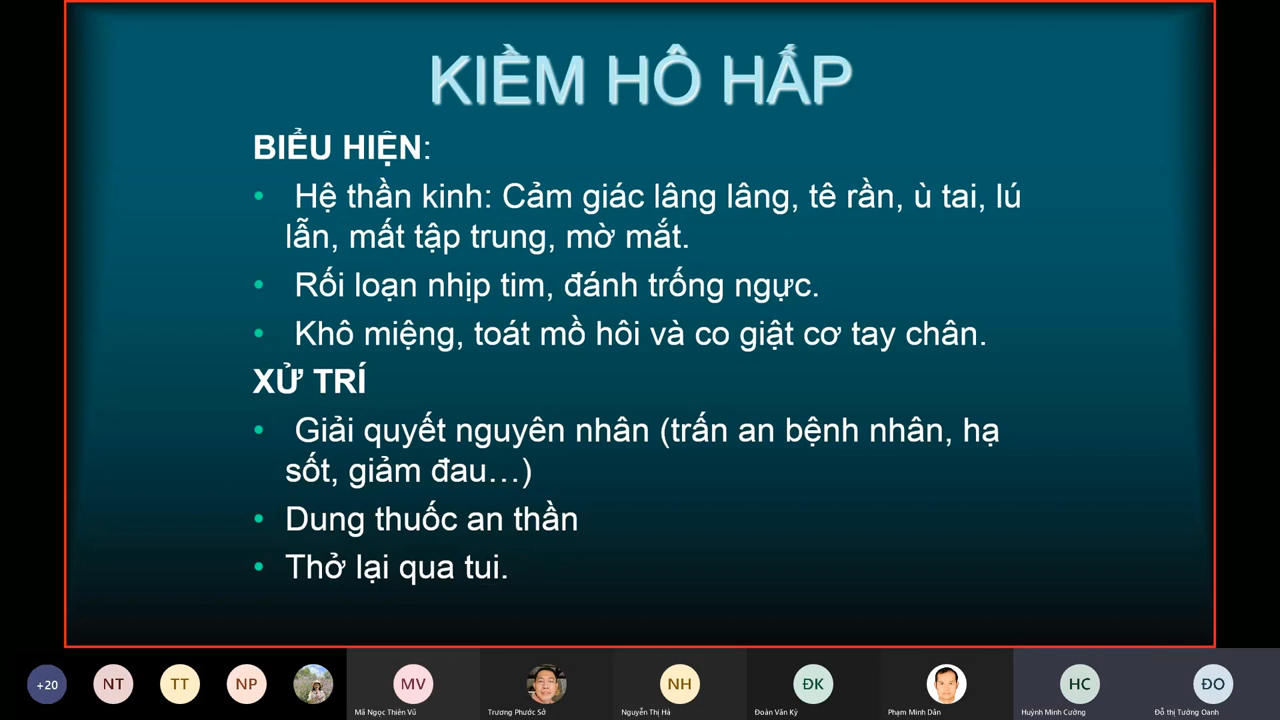 KIỀM HÔ HẤP
BIỂU HIỆN:
• Hệ thần kinh: Cảm giác lâng lâng, tê rần, ù tai, lú
lẫn, mất tập trung, mờ mắt.
• Rối loạn nhịp tim, đánh trống ngực.
• Khô miệng, toát mồ hôi và co giật cơ tay chân.
XỬ TRÍ
• Giải quyết nguyên nhân (trấn an bệnh nhân, hạ
sốt, giảm đau...)
• Dung thuốc an thần
• Thở lại qua tui.
+20 NT TT NP MV NH ĐK HC ĐO
Mã Ngọc Thiên Vũ Trương Phước Sở Nguyễn Thị Hà Đoàn Văn Kỳ Phạm Minh Dân Huỳnh Minh Cường Đỗ thị Tường Oanh